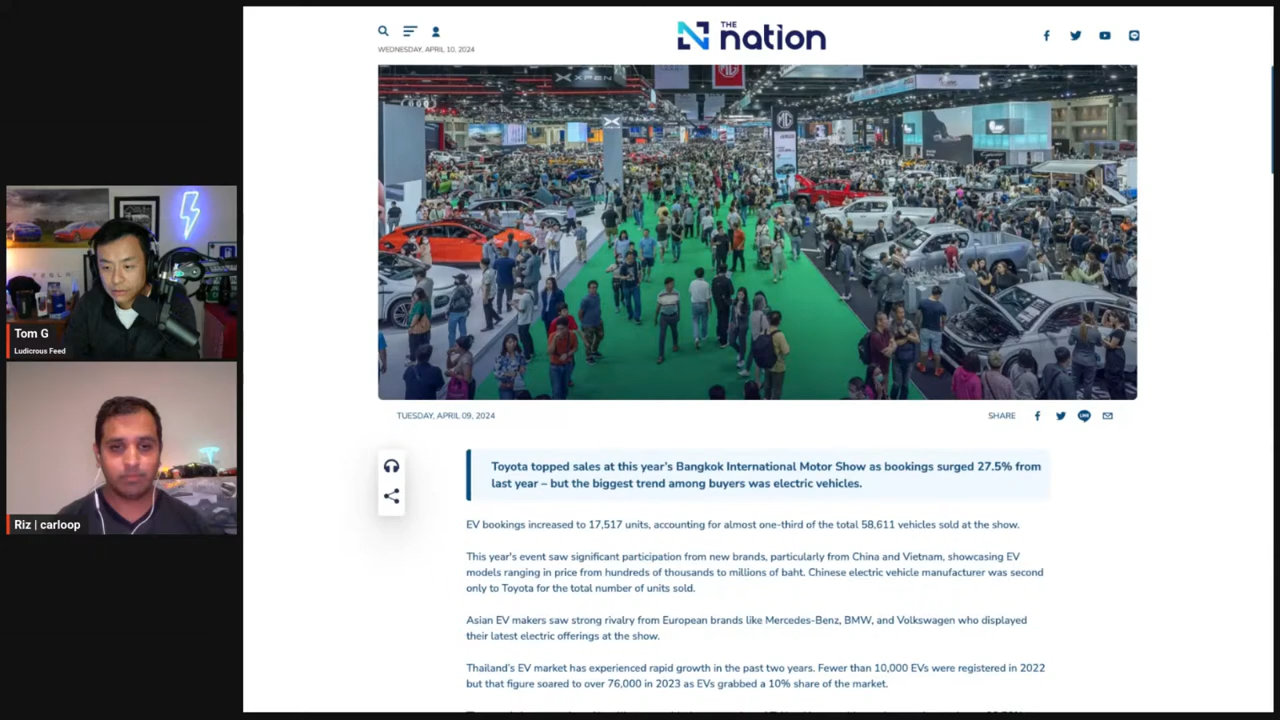 WEDNESDAY, APRIL 10, 2024
THE
nation
XPEN
MG
MG
TESLA
Tom G
Ludicrous Feed
Riz | carloop
TUESDAY, APRIL 09, 2024
SHARE
LINE
Toyota topped sales at this year's Bangkok International Motor Show as bookings surged 27.5% from
last year – but the biggest trend among buyers was electric vehicles.
EV bookings increased to 17,517 units, accounting for almost one-third of the total 58,611 vehicles sold at the show.
This year's event saw significant participation from new brands, particularly from China and Vietnam, showcasing EV
models ranging in price from hundreds of thousands to millions of baht. Chinese electric vehicle manufacturer was second
only to Toyota for the total number of units sold.
Asian EV makers saw strong rivalry from European brands like Mercedes-Benz, BMW, and Volkswagen who displayed
their latest electric offerings at the show.
Thailand's EV market has experienced rapid growth in the past two years. Fewer than 10,000 EVs were registered in 2022
but that figure soared to over 76,000 in 2023 as EVs grabbed a 10% share of the market.